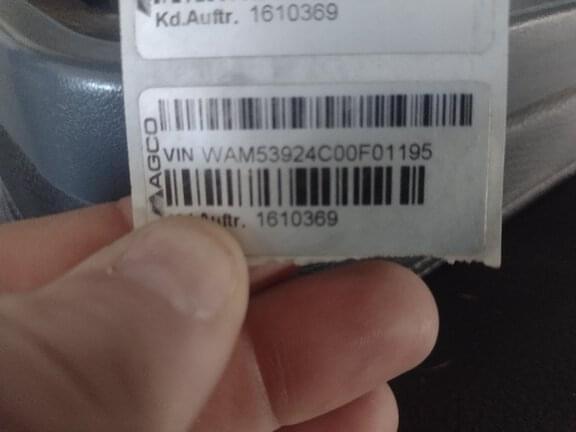 Kd.Auftr. 1610369
AGCO
VIN WAM53924C00F01195
Auftr. 1610369